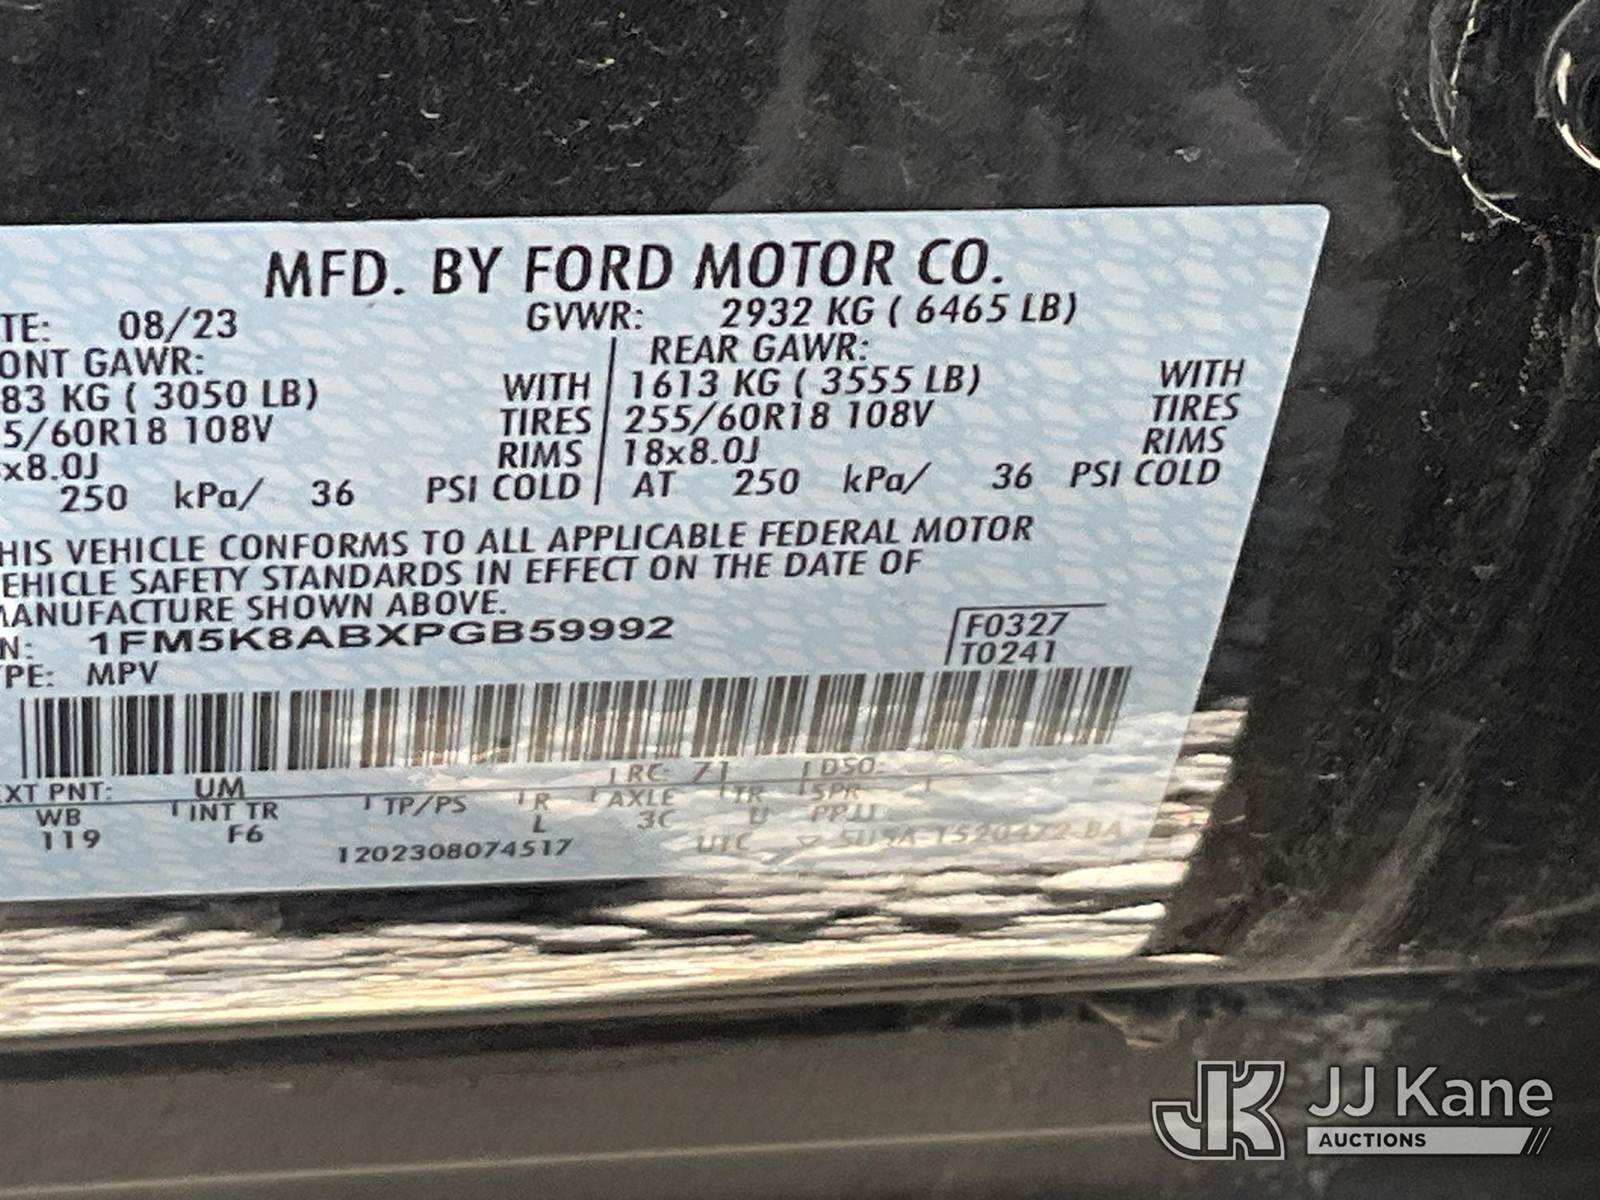 MFD. BY FORD MOTOR CO.
TE: 08/23 GVWR: 2932 KG ( 6465 LB)
ONT GAWR: REAR GAWR:
83 KG ( 3050 LB) WITH 1613 KG ( 3555 LB) WITH
5/60R18 108V TIRES 255/60R18 108V TIRES
x8.0J RIMS 18x8.0J RIMS
250 kPa/ 36 PSI COLD AT 250 kPa/ 36 PSI COLD
HIS VEHICLE CONFORMS TO ALL APPLICABLE FEDERAL MOTOR
EHICLE SAFETY STANDARDS IN EFFECT ON THE DATE OF
MANUFACTURE SHOWN ABOVE.
N: 1FM5K8ABXPGB59992 F0327
PE: MPV T0241
XT PNT: UM RC: 71 DSO:
WB INT TR TP/PS R AXLE TR SPR
119 F6 L 3C U PPJJ
1202308074517 UTC
JJ Kane
AUCTIONS